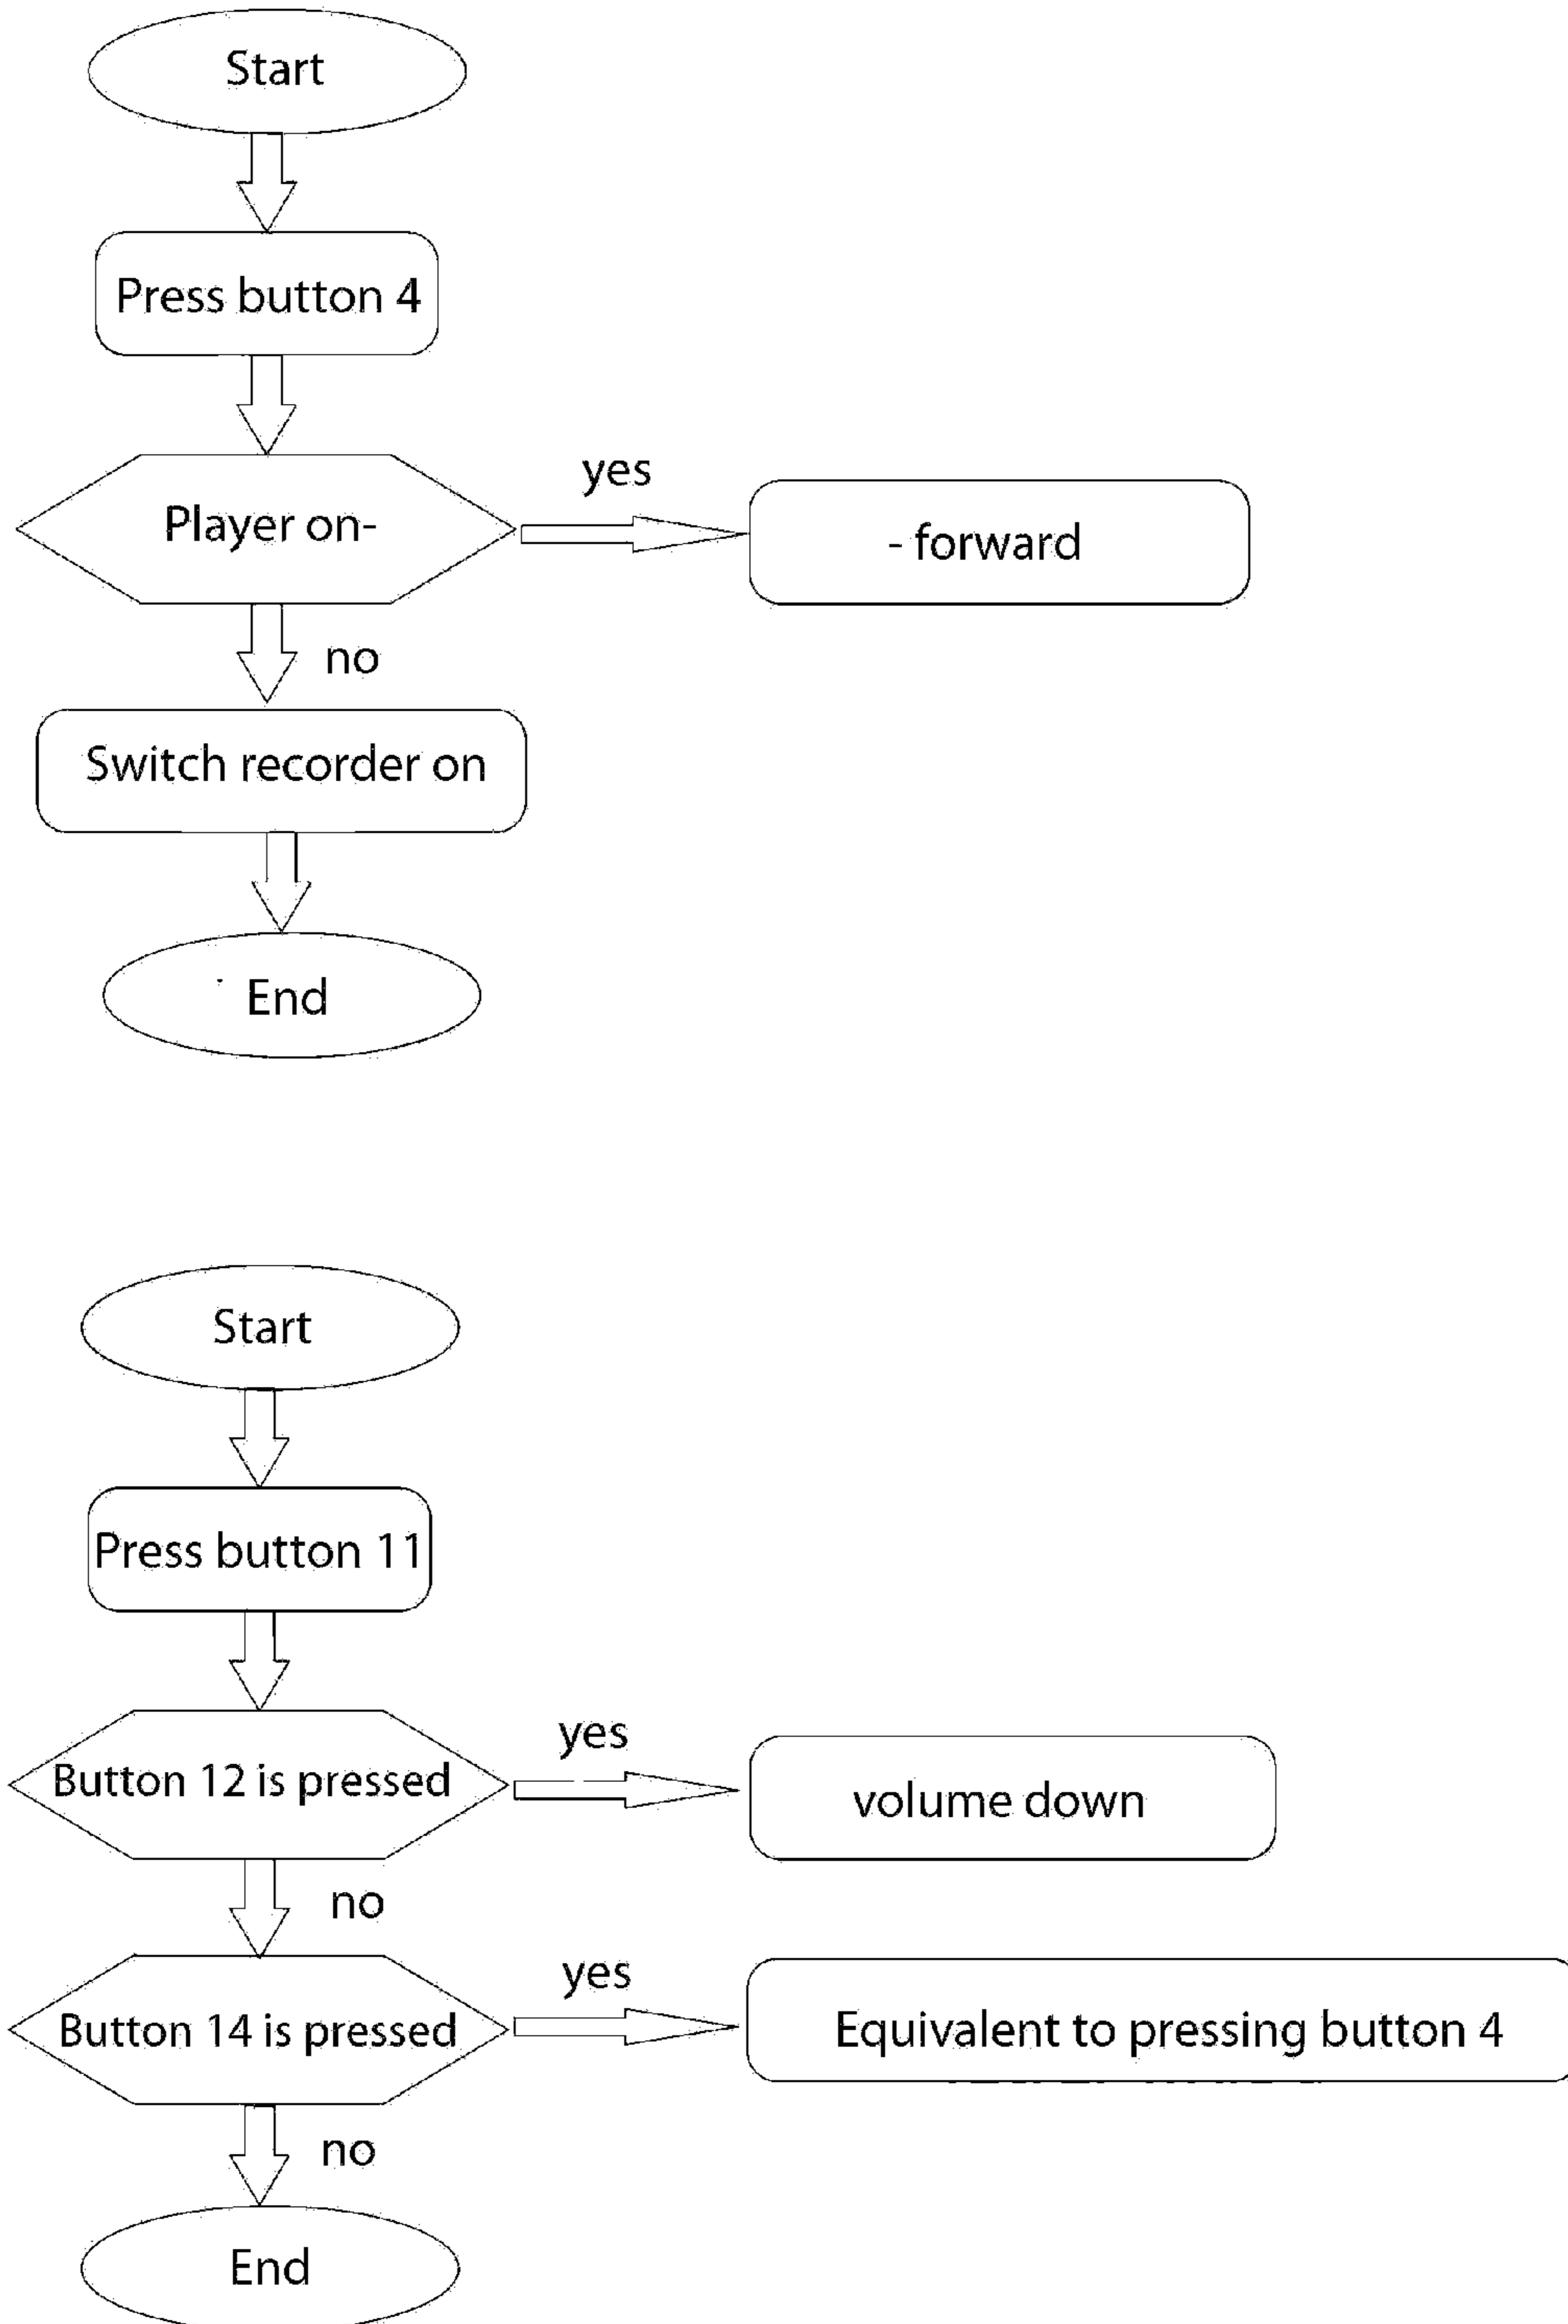 Start
Press button 4
Player on-
yes
- forward
no
Switch recorder on
End
Start
Press button 11
Button 12 is pressed
yes
volume down
no
Button 14 is pressed
yes
Equivalent to pressing button 4
no
End